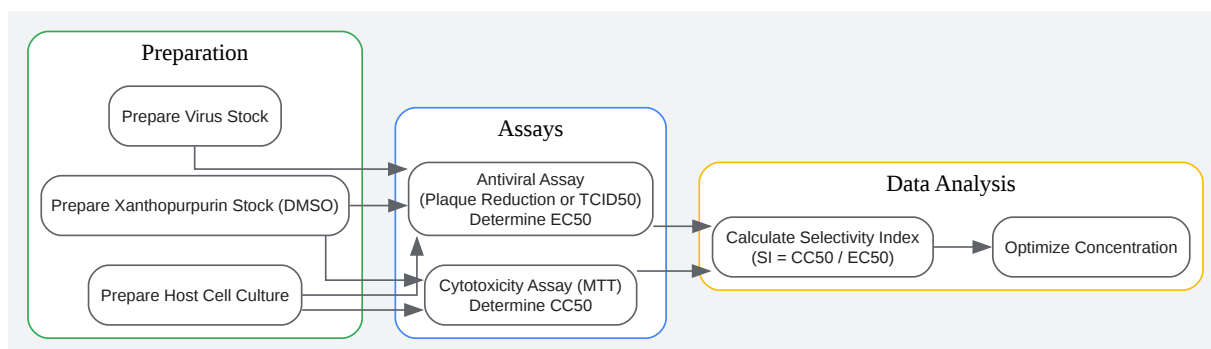 Preparation
Prepare Virus Stock
Prepare Xanthopurpurin Stock (DMSO)
Prepare Host Cell Culture
Assays
Antiviral Assay
(Plaque Reduction or TCID50)
Determine EC50
Cytotoxicity Assay (MTT)
Determine CC50
Data Analysis
Calculate Selectivity Index
(SI = CC50 / EC50)
Optimize Concentration